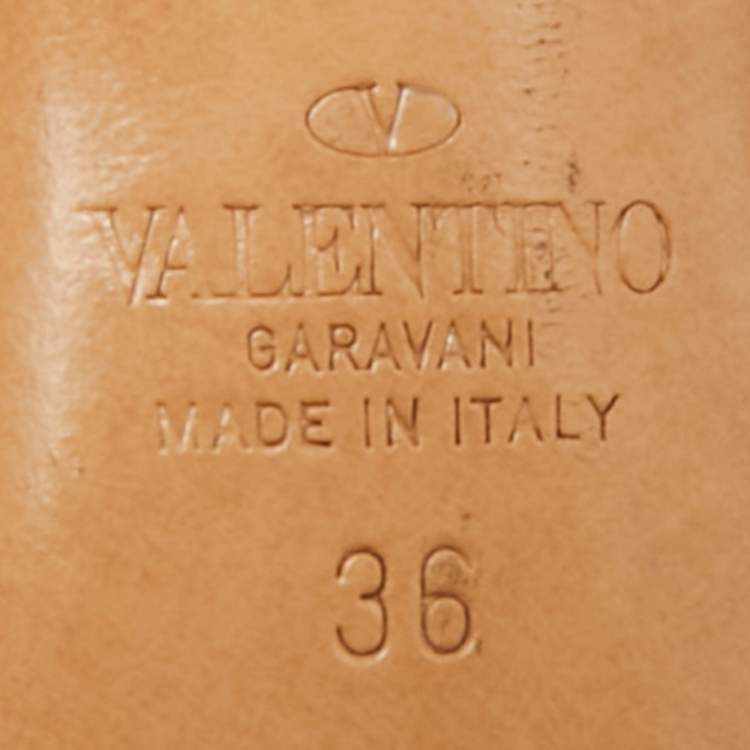 V
VALENTINO
GARAVANI
MADE IN ITALY
36